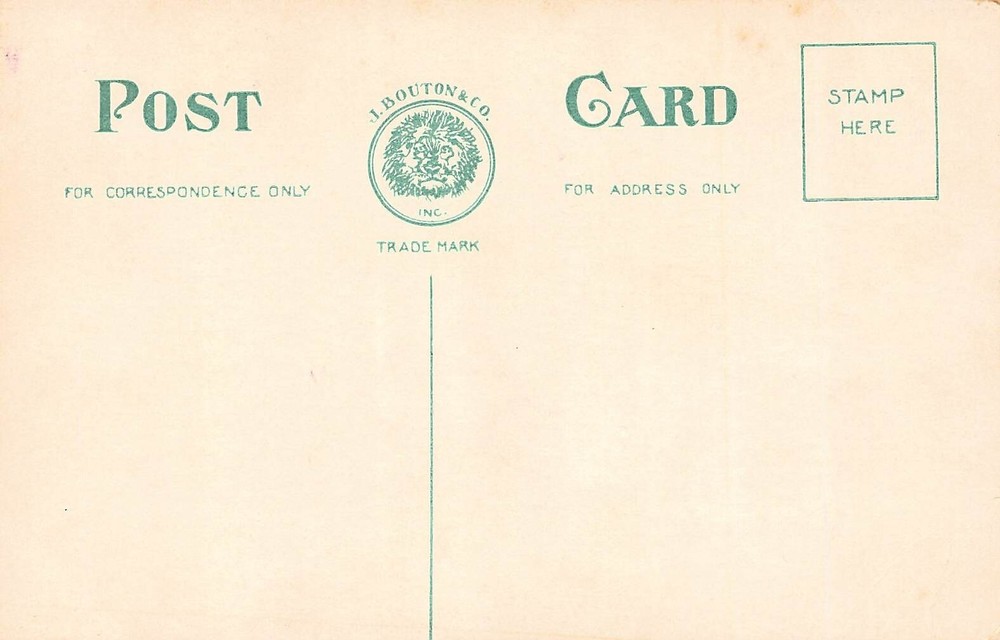 POST CARD
FOR CORRESPONDENCE ONLY
J. BOUTON & CO.
INC.
TRADE MARK
FOR ADDRESS ONLY
STAMP
HERE